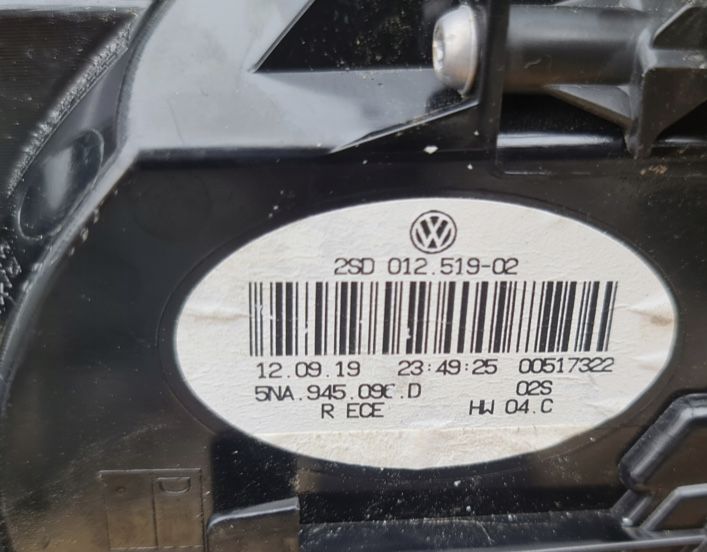 2SD 012.519-02
12.09.19 23:49:25 00517322
5NA.945.096.D 02S
R ECE HW 04.C